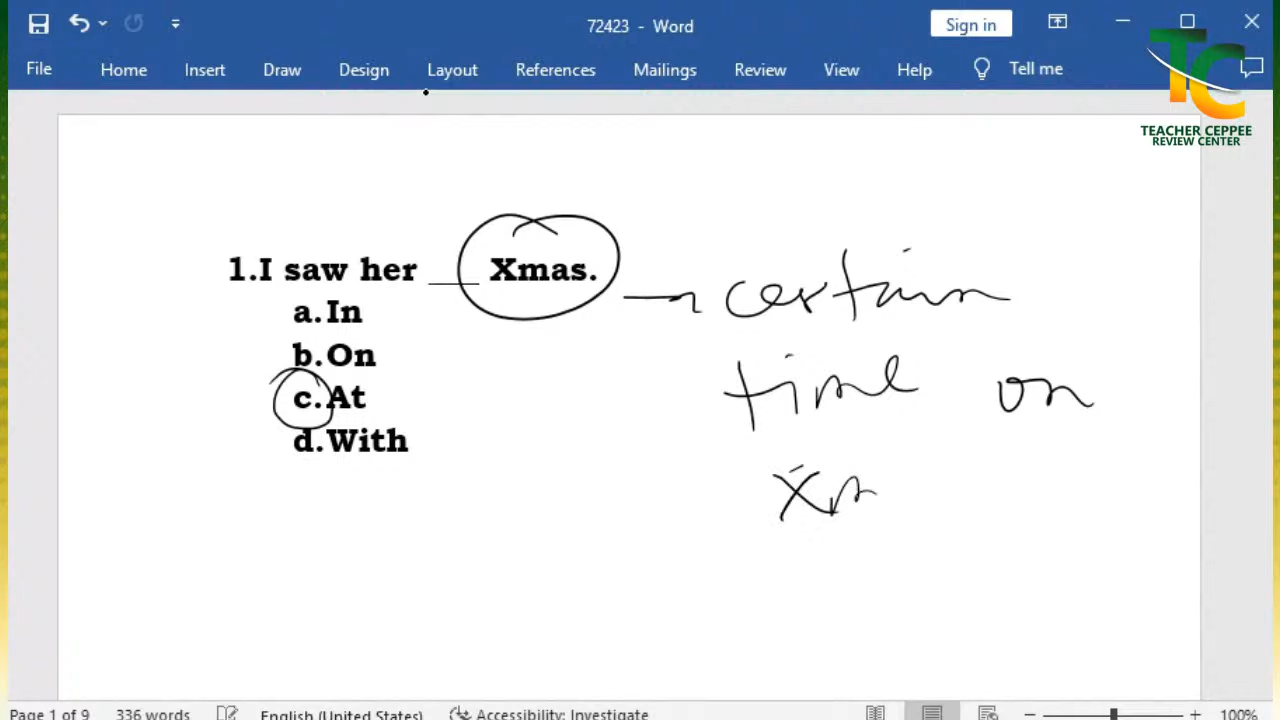 72423 - Word
Sign in
File Home Insert Draw Design Layout References Mailings Review View Help Tell me
TC
TEACHER CEPPEE
REVIEW CENTER
1.I saw her __ Xmas.
certain
a.In
b.On
time on
c.At
d.With
Xm
Page 1 of 9 336 words English (United States) Accessibility: Investigate 100%